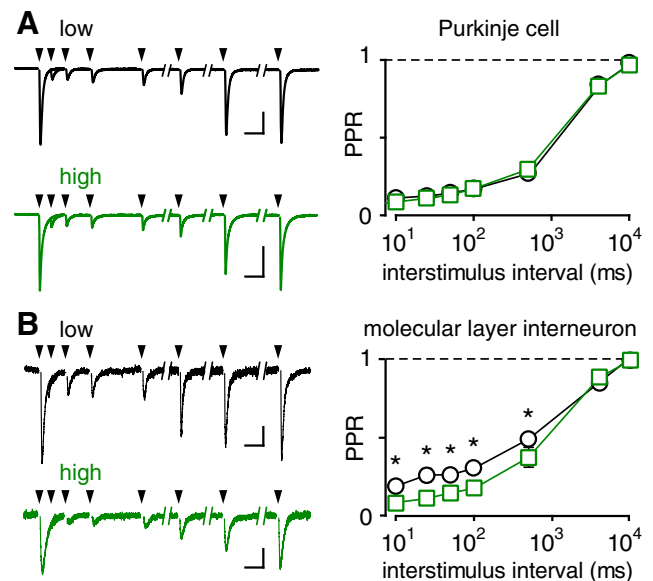 A
low
high
Purkinje cell
1
PPR
0
10¹ 10² 10³ 10⁴
interstimulus interval (ms)
B
low
high
molecular layer interneuron
1
* * * * *
PPR
0
10¹ 10² 10³ 10⁴
interstimulus interval (ms)